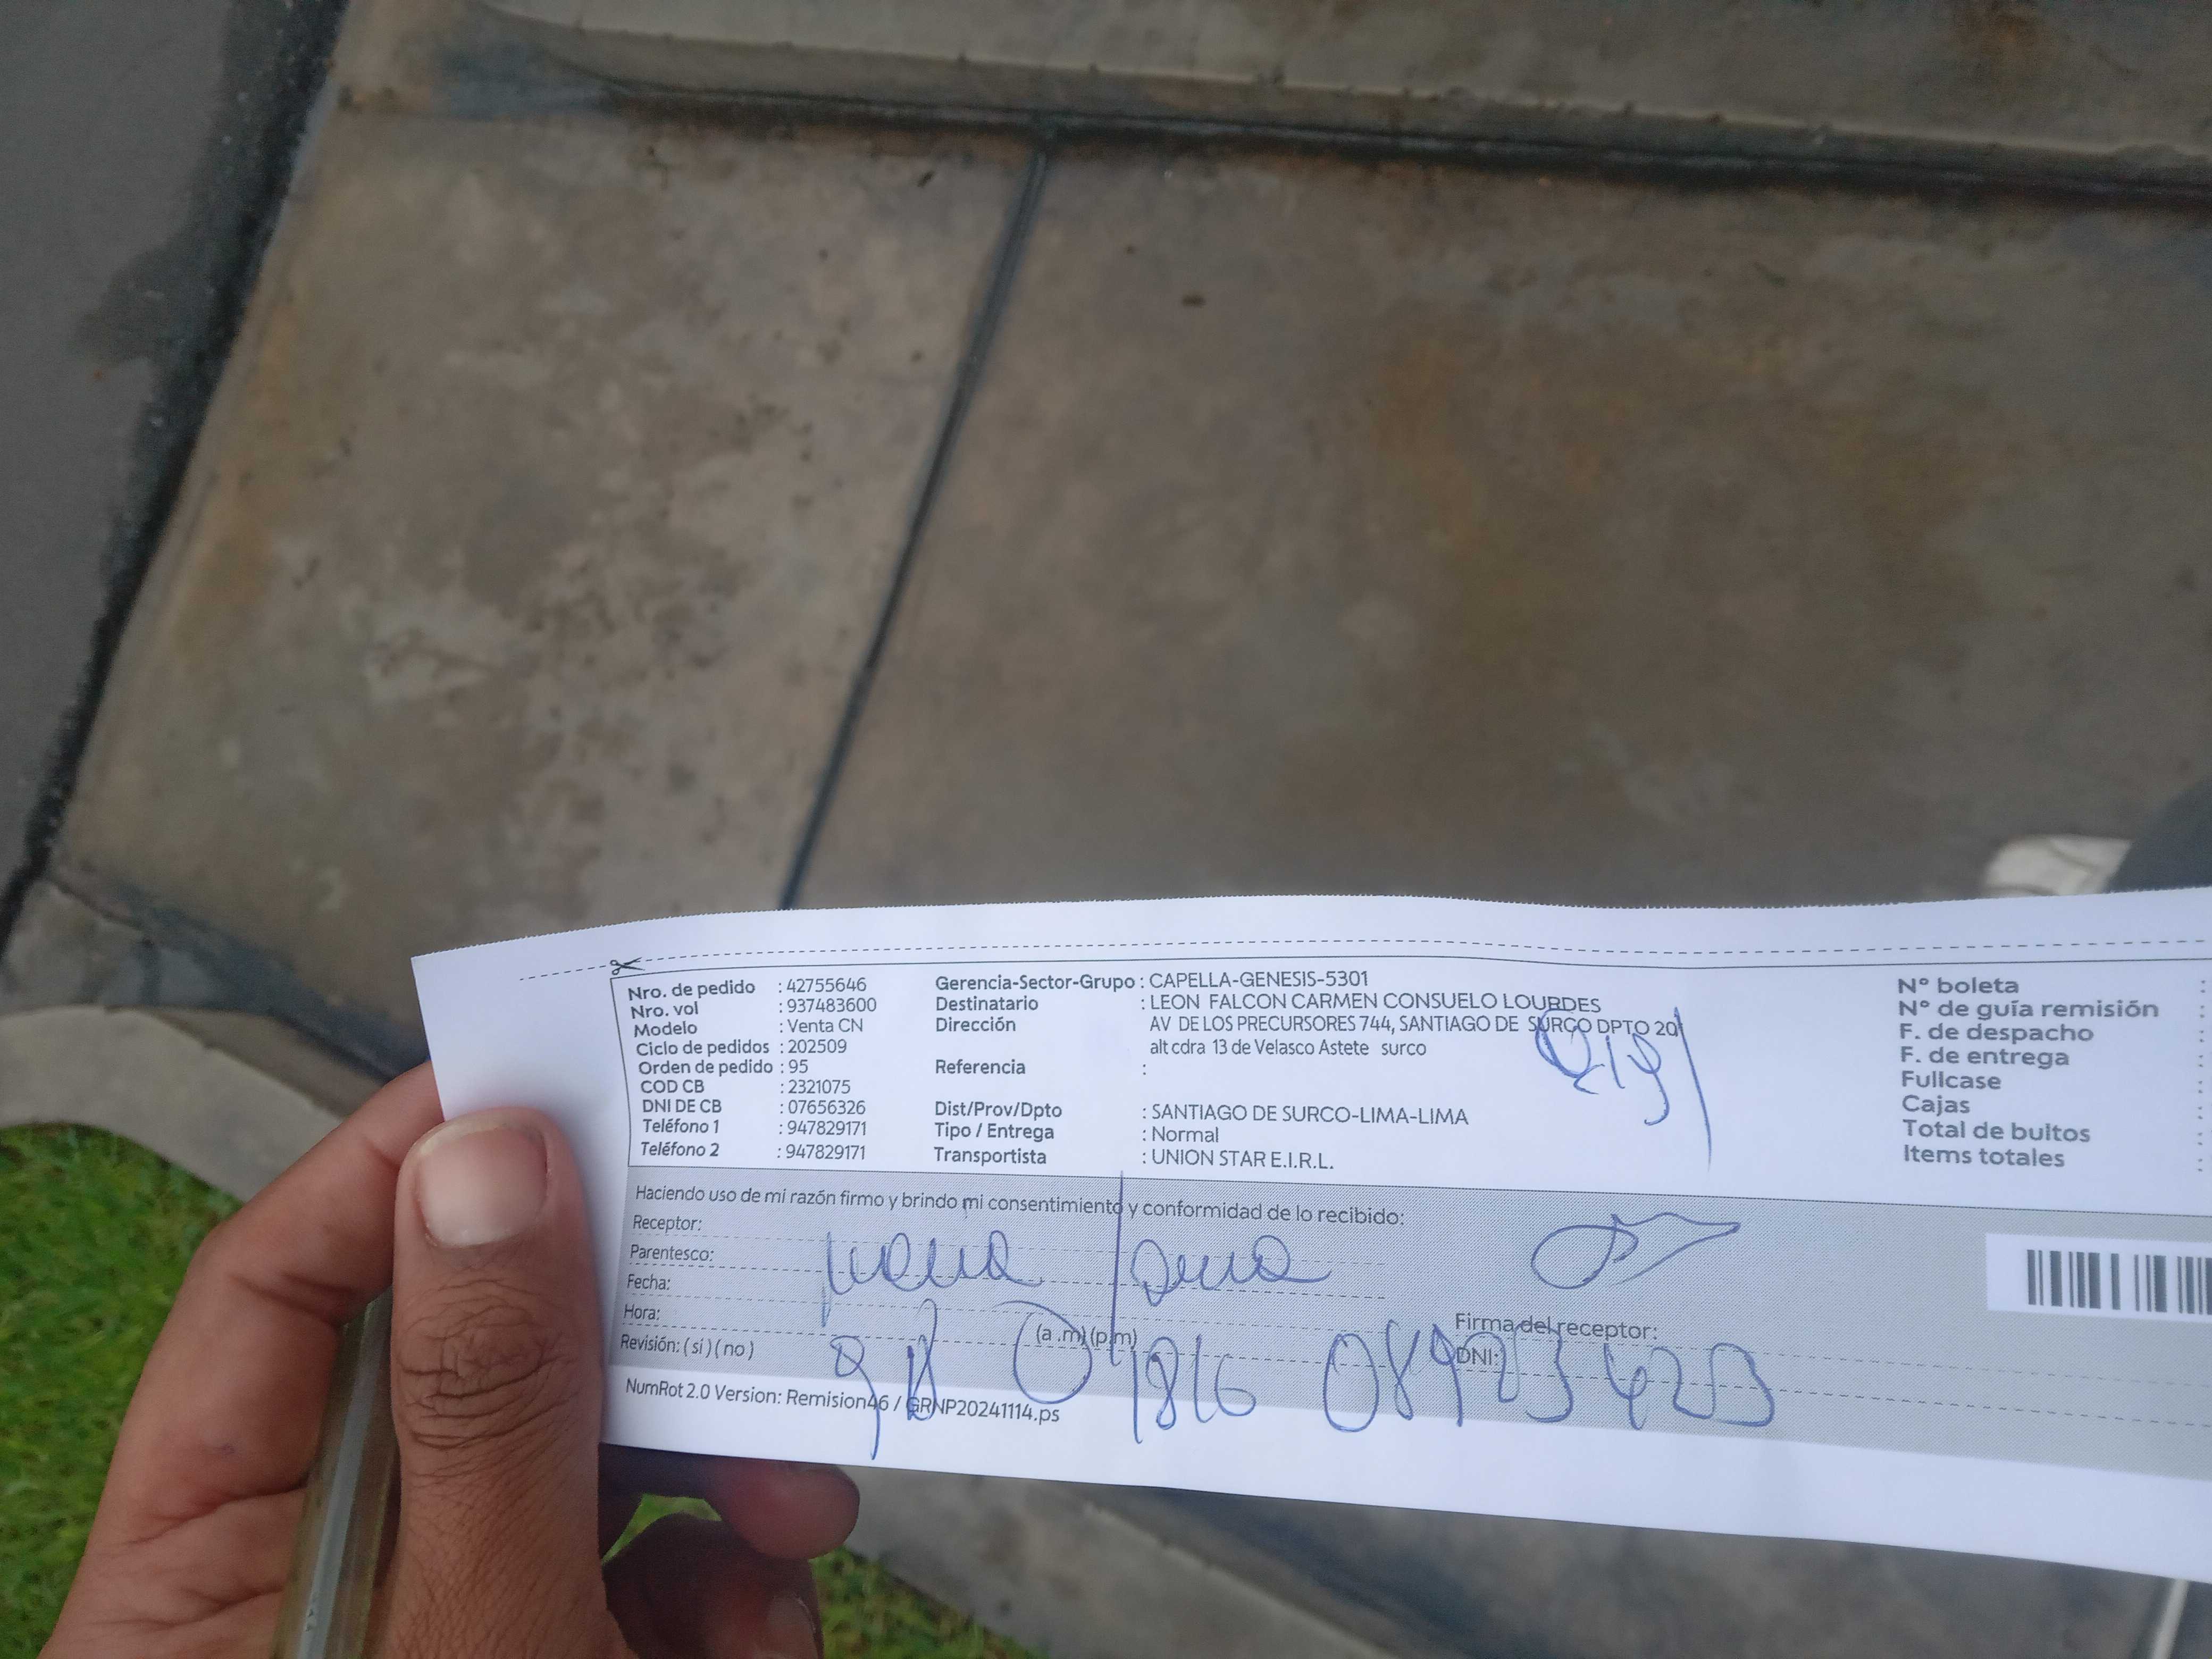 Nro. de pedido : 42755646
Nro. vol : 937483600
Modelo : Venta CN
Ciclo de pedidos : 202509
Orden de pedido : 95
COD CB : 2321075
DNI DE CB : 07656326
Teléfono 1 : 947829171
Teléfono 2 : 947829171
Gerencia-Sector-Grupo : CAPELLA-GENESIS-5301
Destinatario : LEON FALCON CARMEN CONSUELO LOURDES
Dirección AV DE LOS PRECURSORES 744, SANTIAGO DE SURCO DPTO 20
alt cdra 13 de Velasco Astete surco
Referencia :
Dist/Prov/Dpto : SANTIAGO DE SURCO-LIMA-LIMA
Tipo / Entrega : Normal
Transportista : UNION STAR E.I.R.L.
N° boleta :
N° de guía remisión :
F. de despacho :
F. de entrega :
Fullcase :
Cajas :
Total de bultos :
Items totales :
Haciendo uso de mi razón firmo y brindo mi consentimiento y conformidad de lo recibido:
Receptor:
Parentesco:
Fecha:
Hora: (a .m) (p.m)
Revisión: ( si ) ( no )
Firma del receptor:
DNI:
NumRot 2.0 Version: Remision46 / GRNP20241114.ps